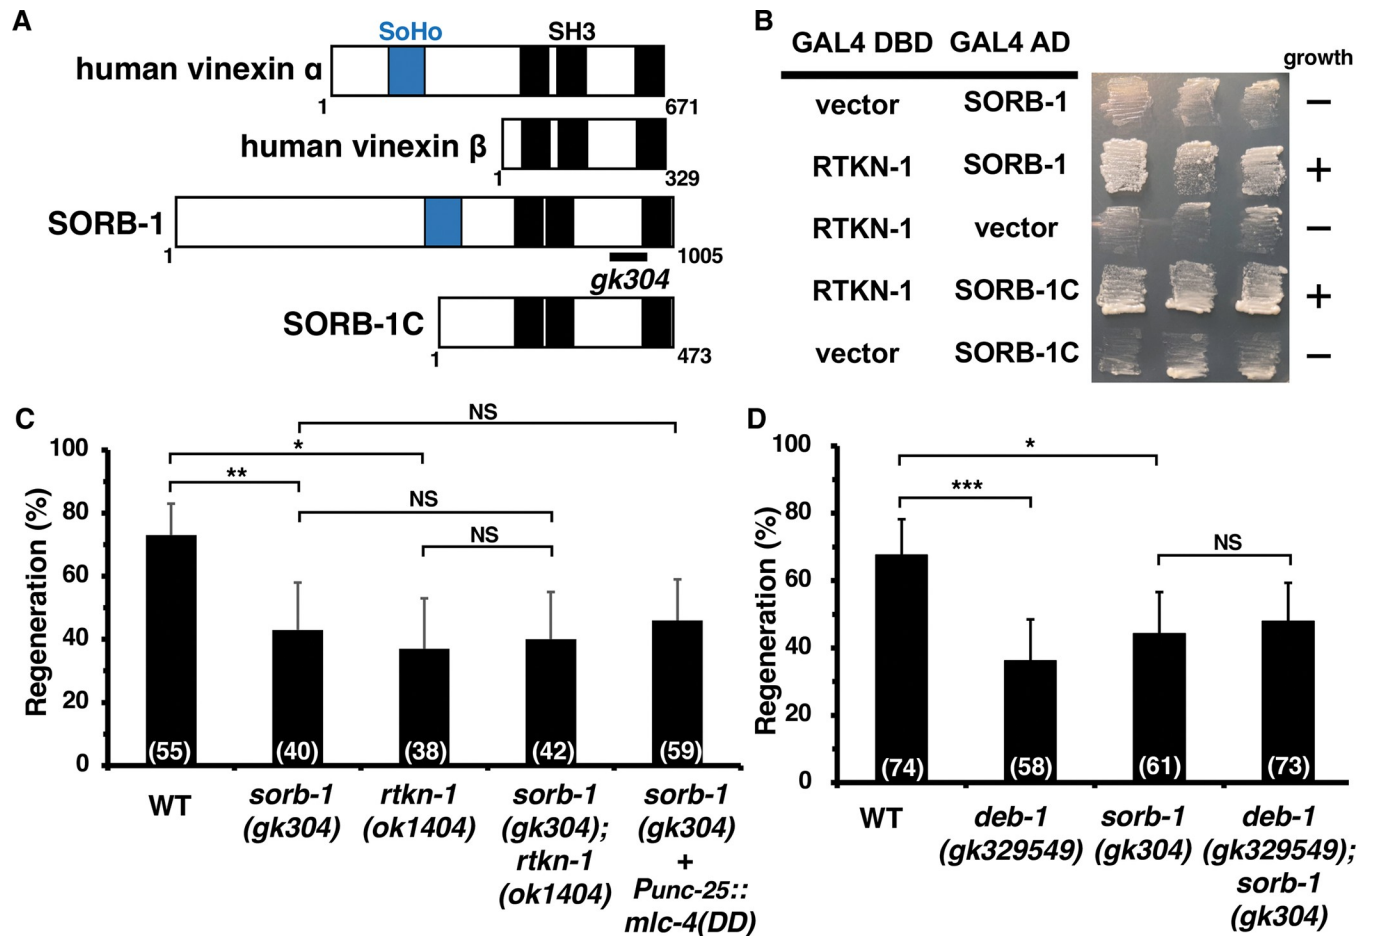 A
SoHo
SH3
human vinexin α
1
671
human vinexin β
1
329
SORB-1
1
1005
gk304
SORB-1C
1
473
B
GAL4 DBD GAL4 AD
growth
vector SORB-1 −
RTKN-1 SORB-1 +
RTKN-1 vector −
RTKN-1 SORB-1C +
vector SORB-1C −
C
Regeneration (%)
100
80
60
40
20
0
NS
*
**
NS
NS
(55) (40) (38) (42) (59)
WT
sorb-1
(gk304)
rtkn-1
(ok1404)
sorb-1
(gk304);
rtkn-1
(ok1404)
sorb-1
(gk304)
+
Punc-25::
mlc-4(DD)
D
Regeneration (%)
100
80
60
40
20
0
*
***
NS
(74) (58) (61) (73)
WT
deb-1
(gk329549)
sorb-1
(gk304)
deb-1
(gk329549);
sorb-1
(gk304)